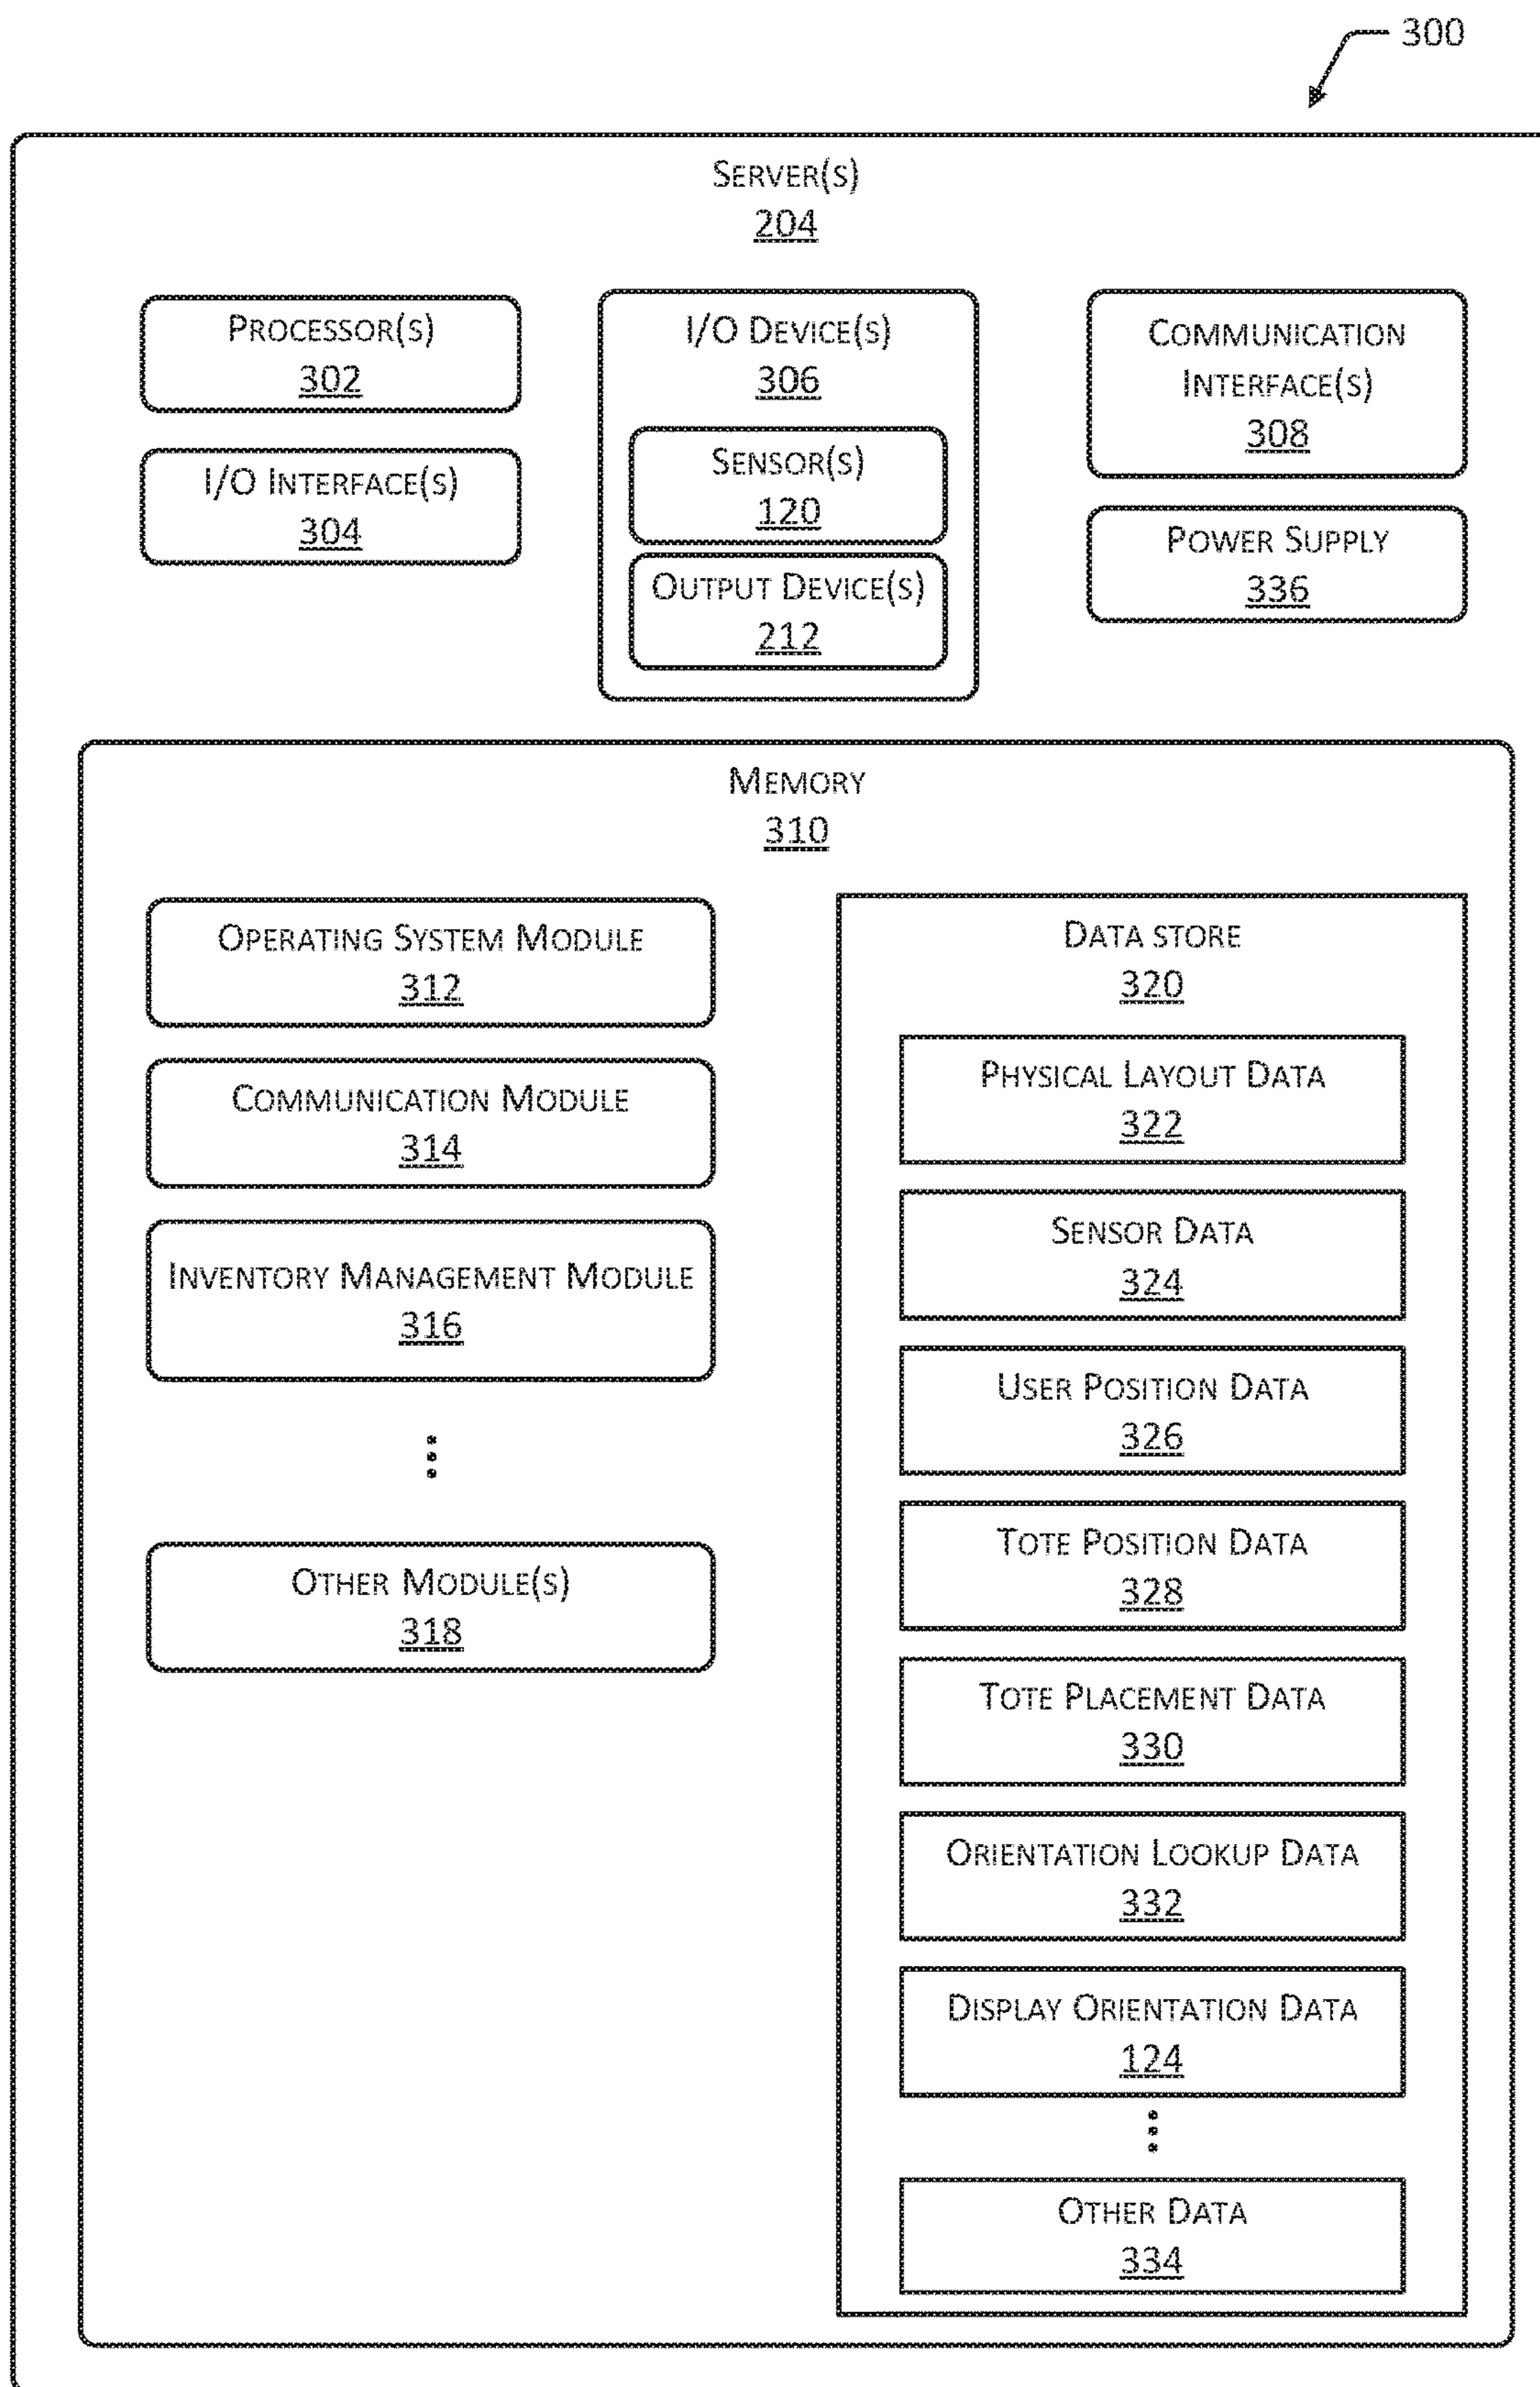 300
SERVER(S)
204
PROCESSOR(S)
302
I/O INTERFACE(S)
304
I/O DEVICE(S)
306
SENSOR(S)
120
OUTPUT DEVICE(S)
212
COMMUNICATION
INTERFACE(S)
308
POWER SUPPLY
336
MEMORY
310
OPERATING SYSTEM MODULE
312
COMMUNICATION MODULE
314
INVENTORY MANAGEMENT MODULE
316
OTHER MODULE(S)
318
DATA STORE
320
PHYSICAL LAYOUT DATA
322
SENSOR DATA
324
USER POSITION DATA
326
TOTE POSITION DATA
328
TOTE PLACEMENT DATA
330
ORIENTATION LOOKUP DATA
332
DISPLAY ORIENTATION DATA
124
OTHER DATA
334